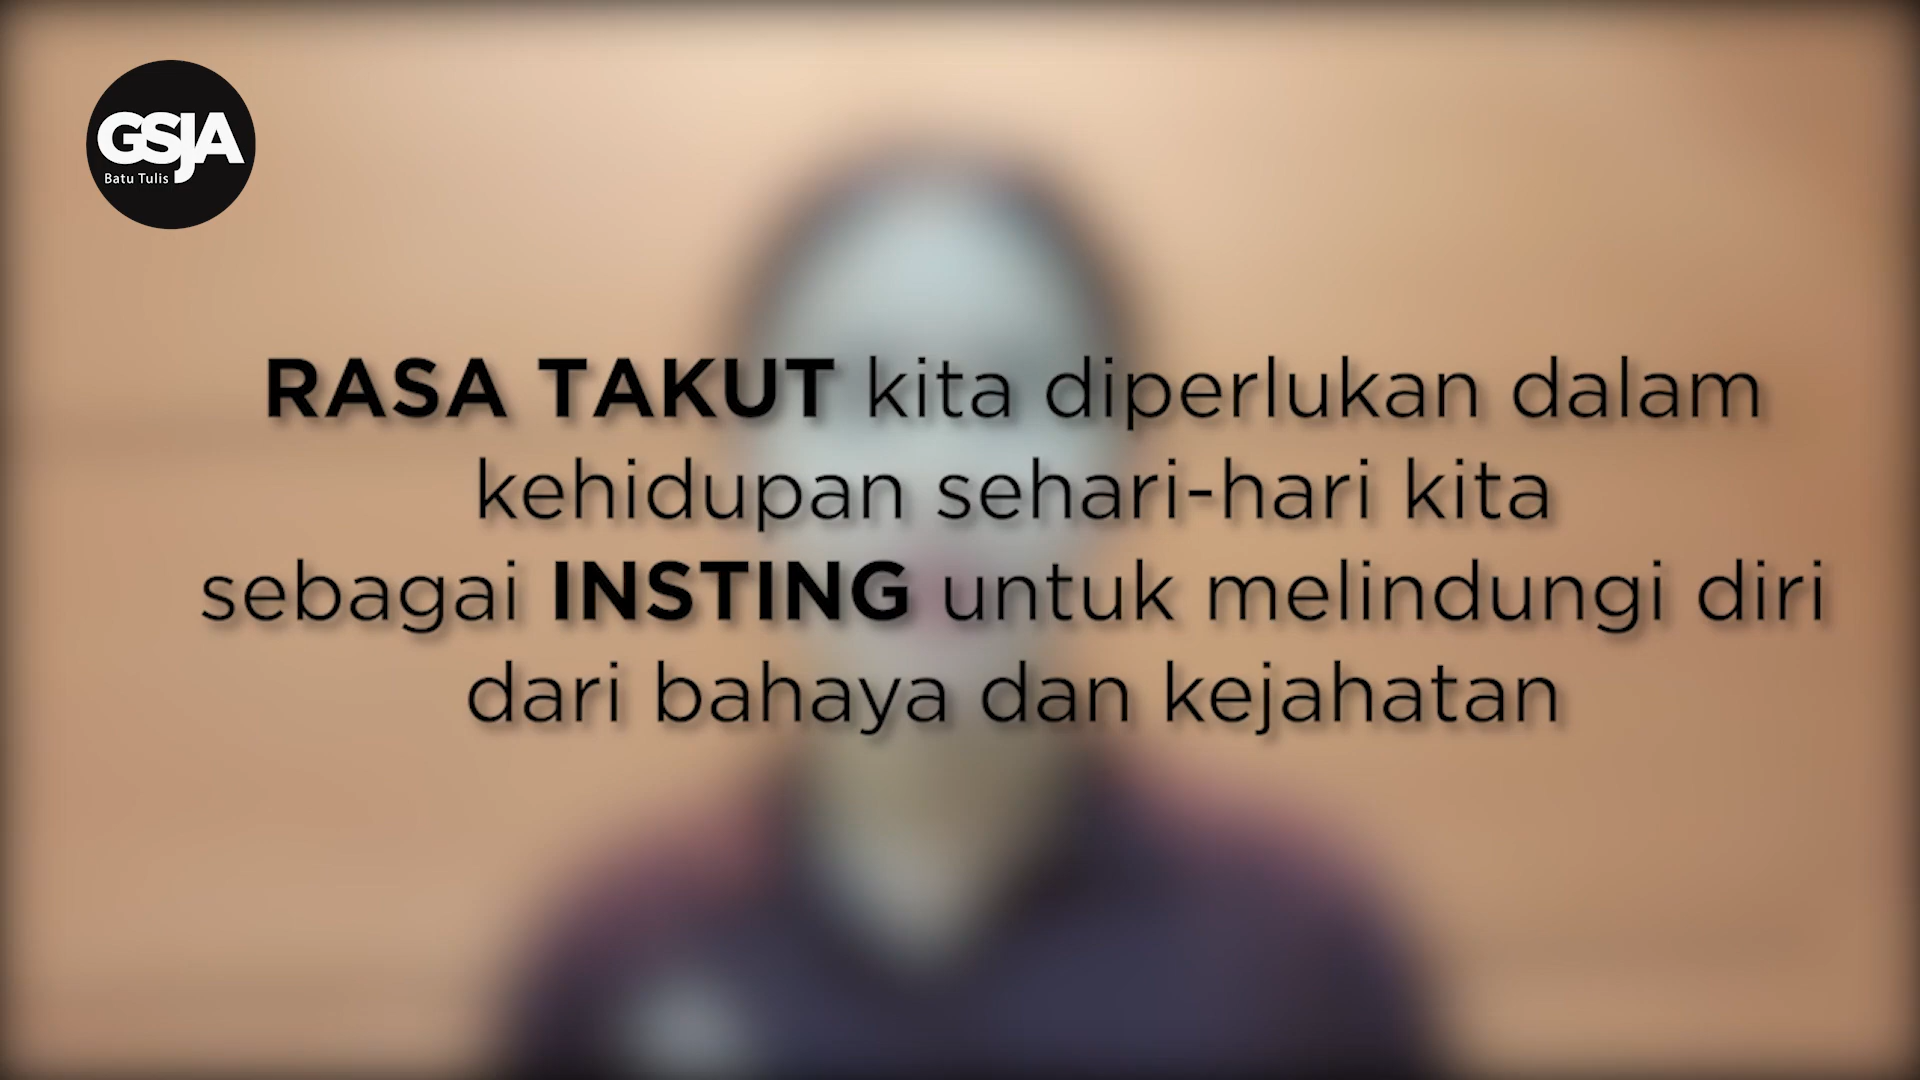 GSJA
Batu Tulis
RASA TAKUT kita diperlukan dalam
kehidupan sehari-hari kita
sebagai INSTING untuk melindungi diri
dari bahaya dan kejahatan